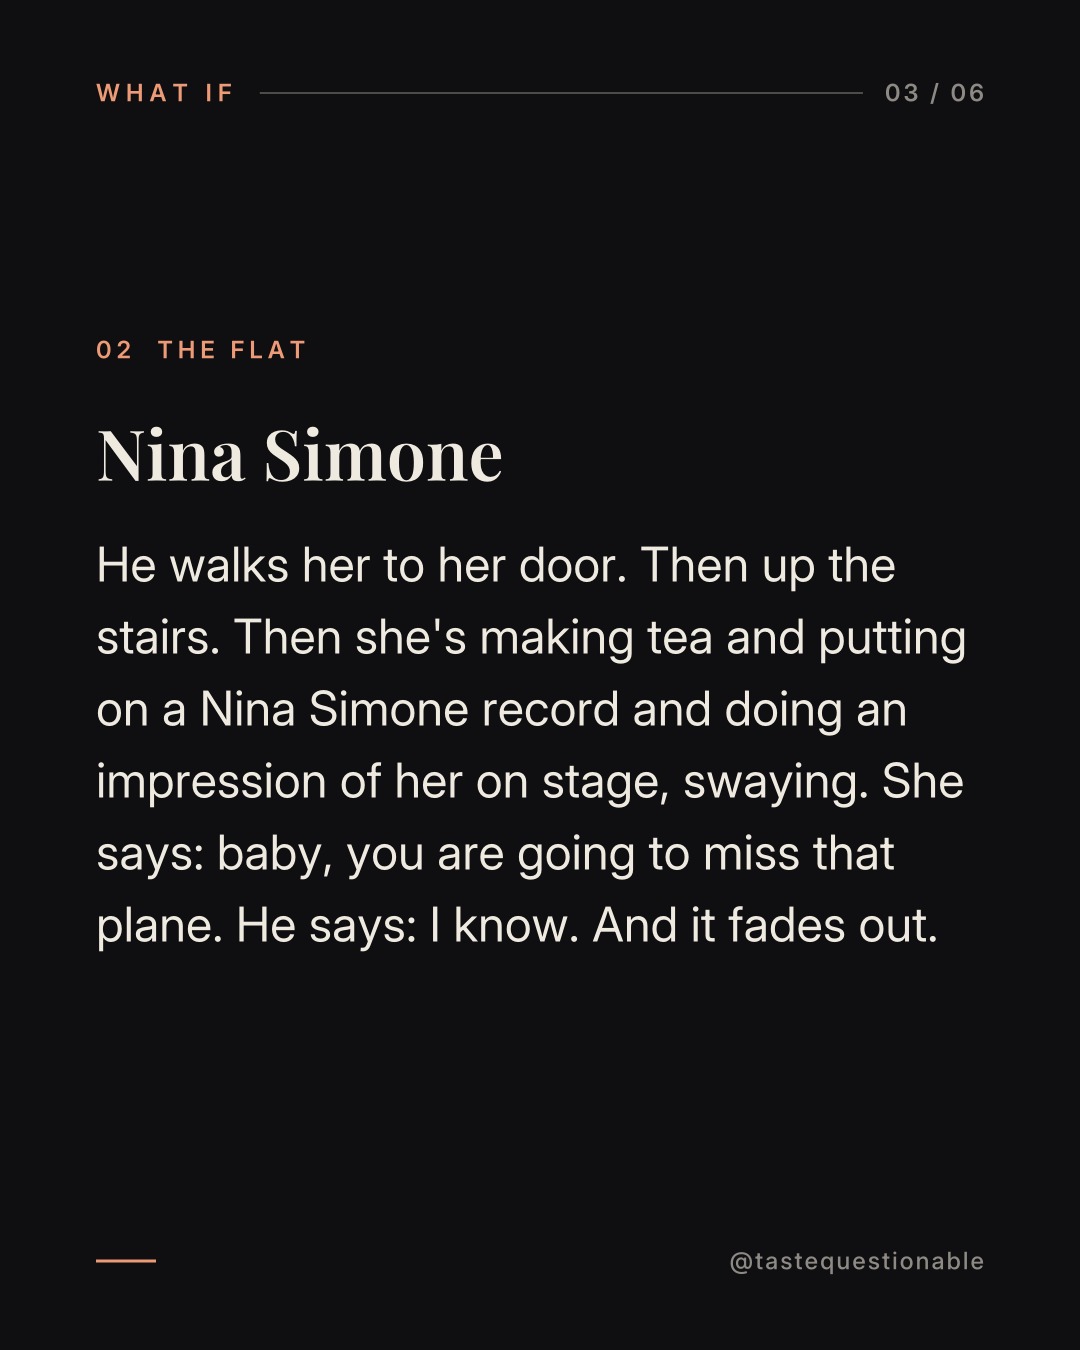 WHAT IF
03 / 06
02 THE FLAT
Nina Simone
He walks her to her door. Then up the
stairs. Then she's making tea and putting
on a Nina Simone record and doing an
impression of her on stage, swaying. She
says: baby, you are going to miss that
plane. He says: I know. And it fades out.
@tastequestionable